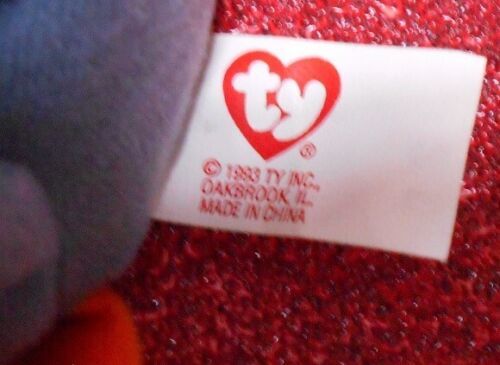 ty
®
© 1993 TY INC.,
OAKBROOK, IL.
MADE IN CHINA